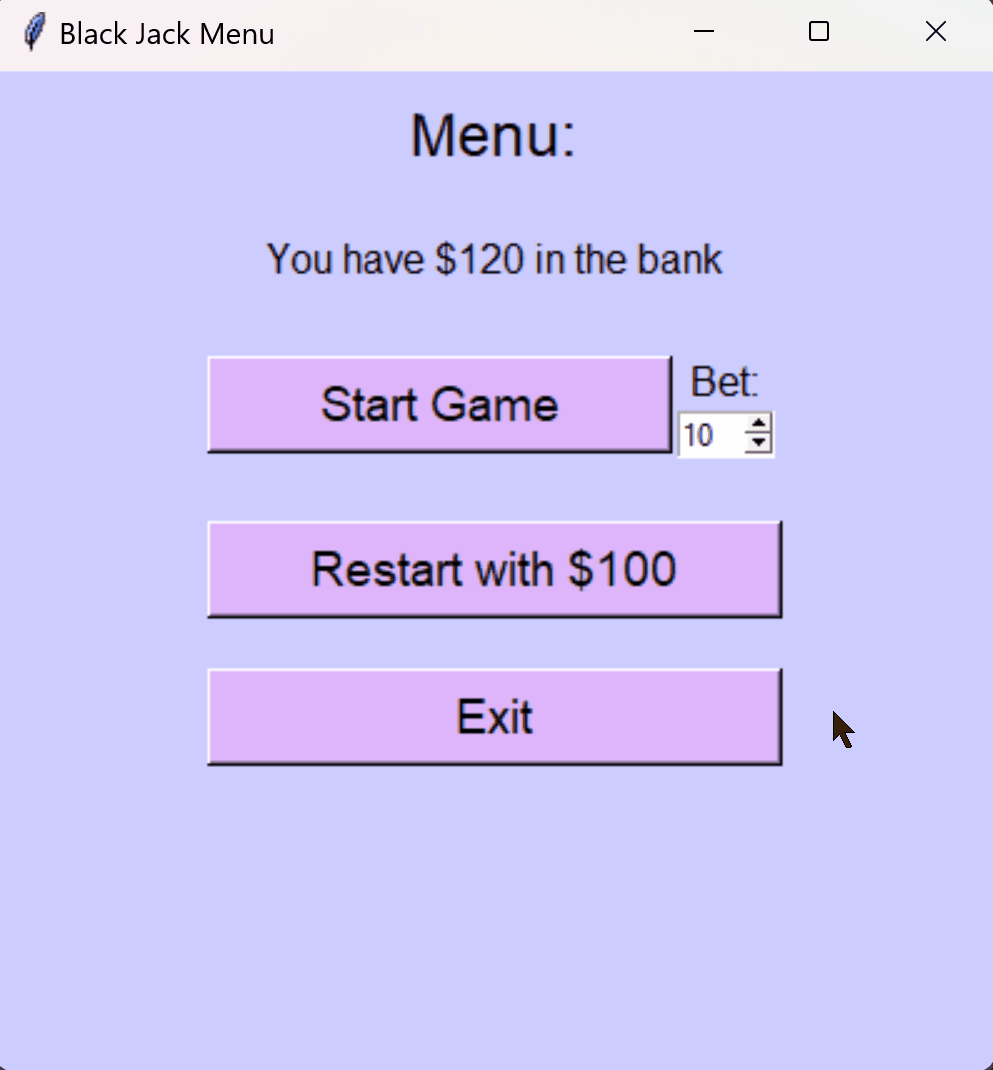 Black Jack Menu
Menu:
You have $120 in the bank
Start Game
Bet:
10
Restart with $100
Exit